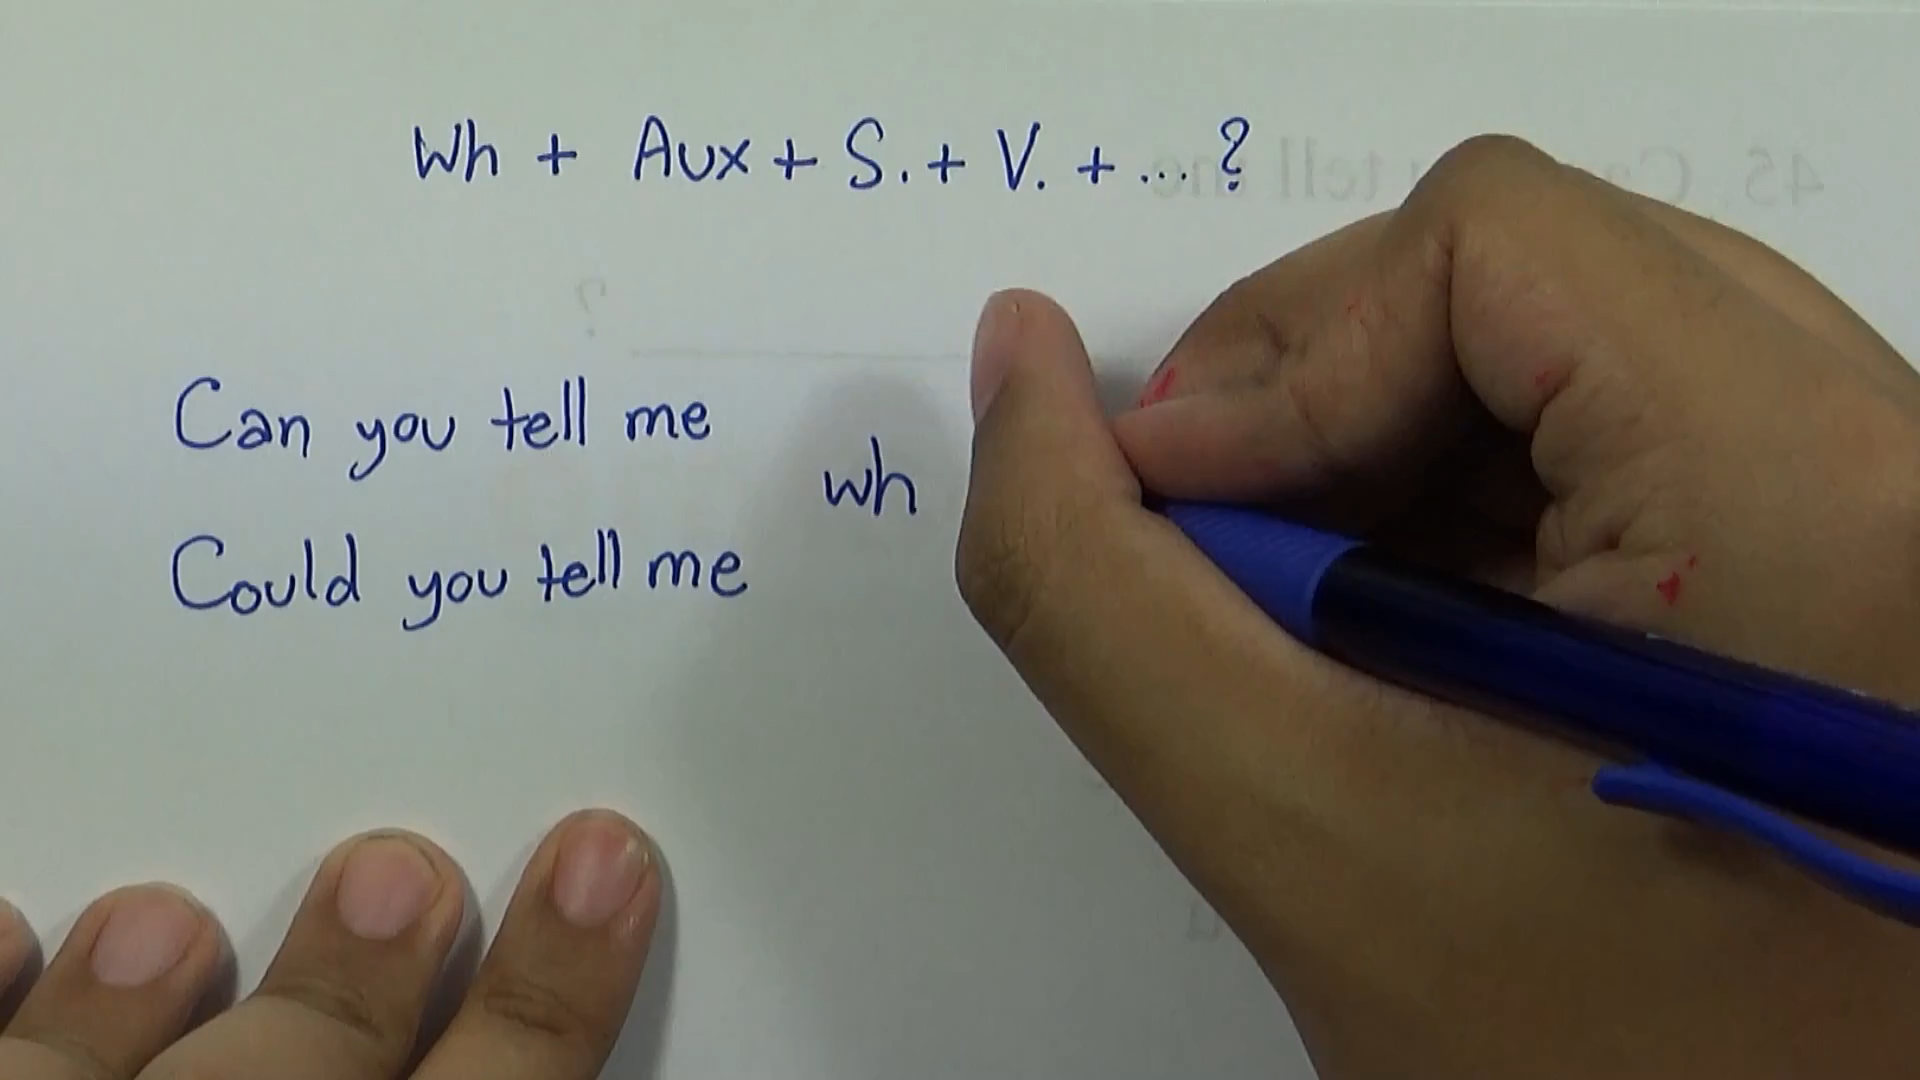 Wh + Aux + S. + V. + ... ?
Can you tell me
wh
Could you tell me